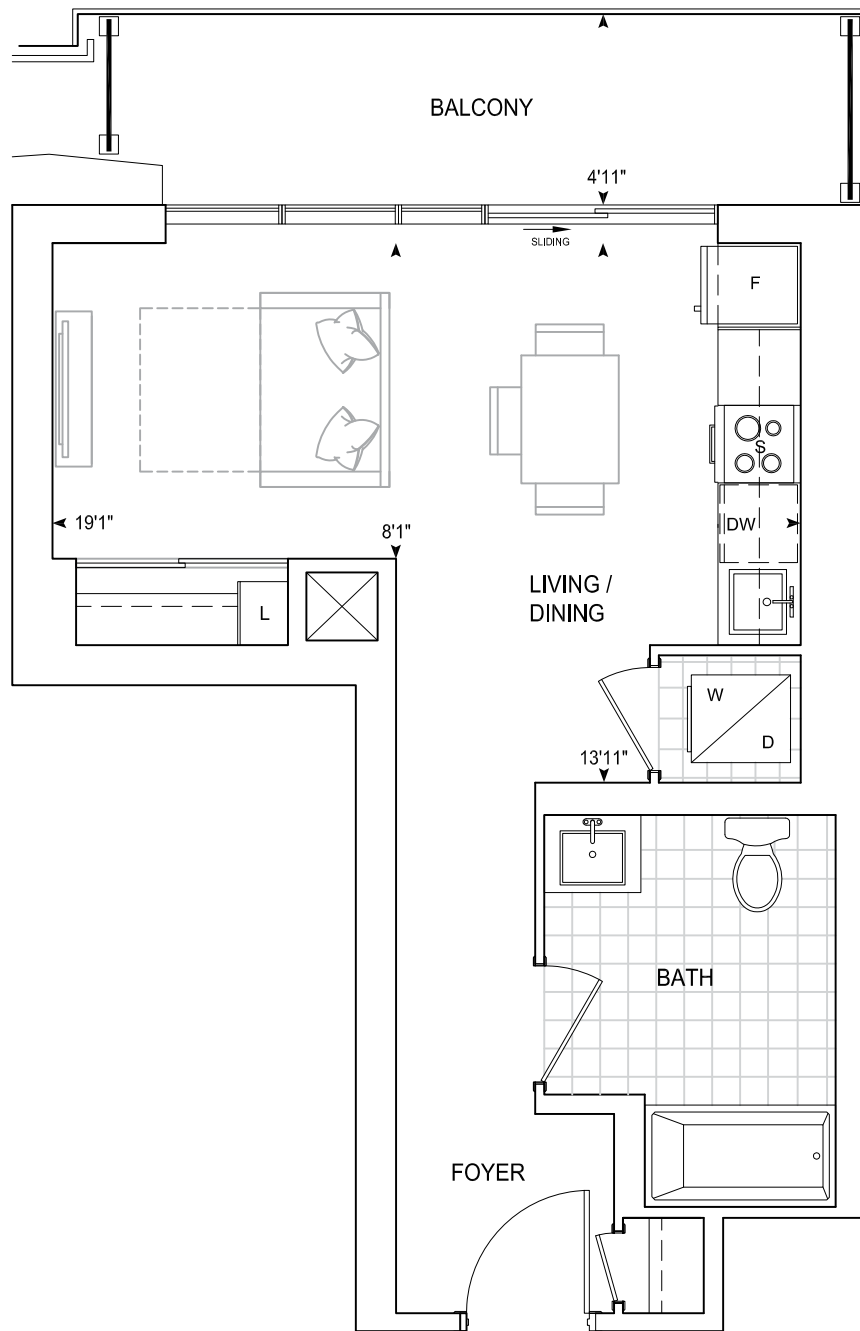 BALCONY
4'11"
SLIDING
F
S
19'1"
8'1"
DW
LIVING /
DINING
L
W
D
13'11"
BATH
FOYER